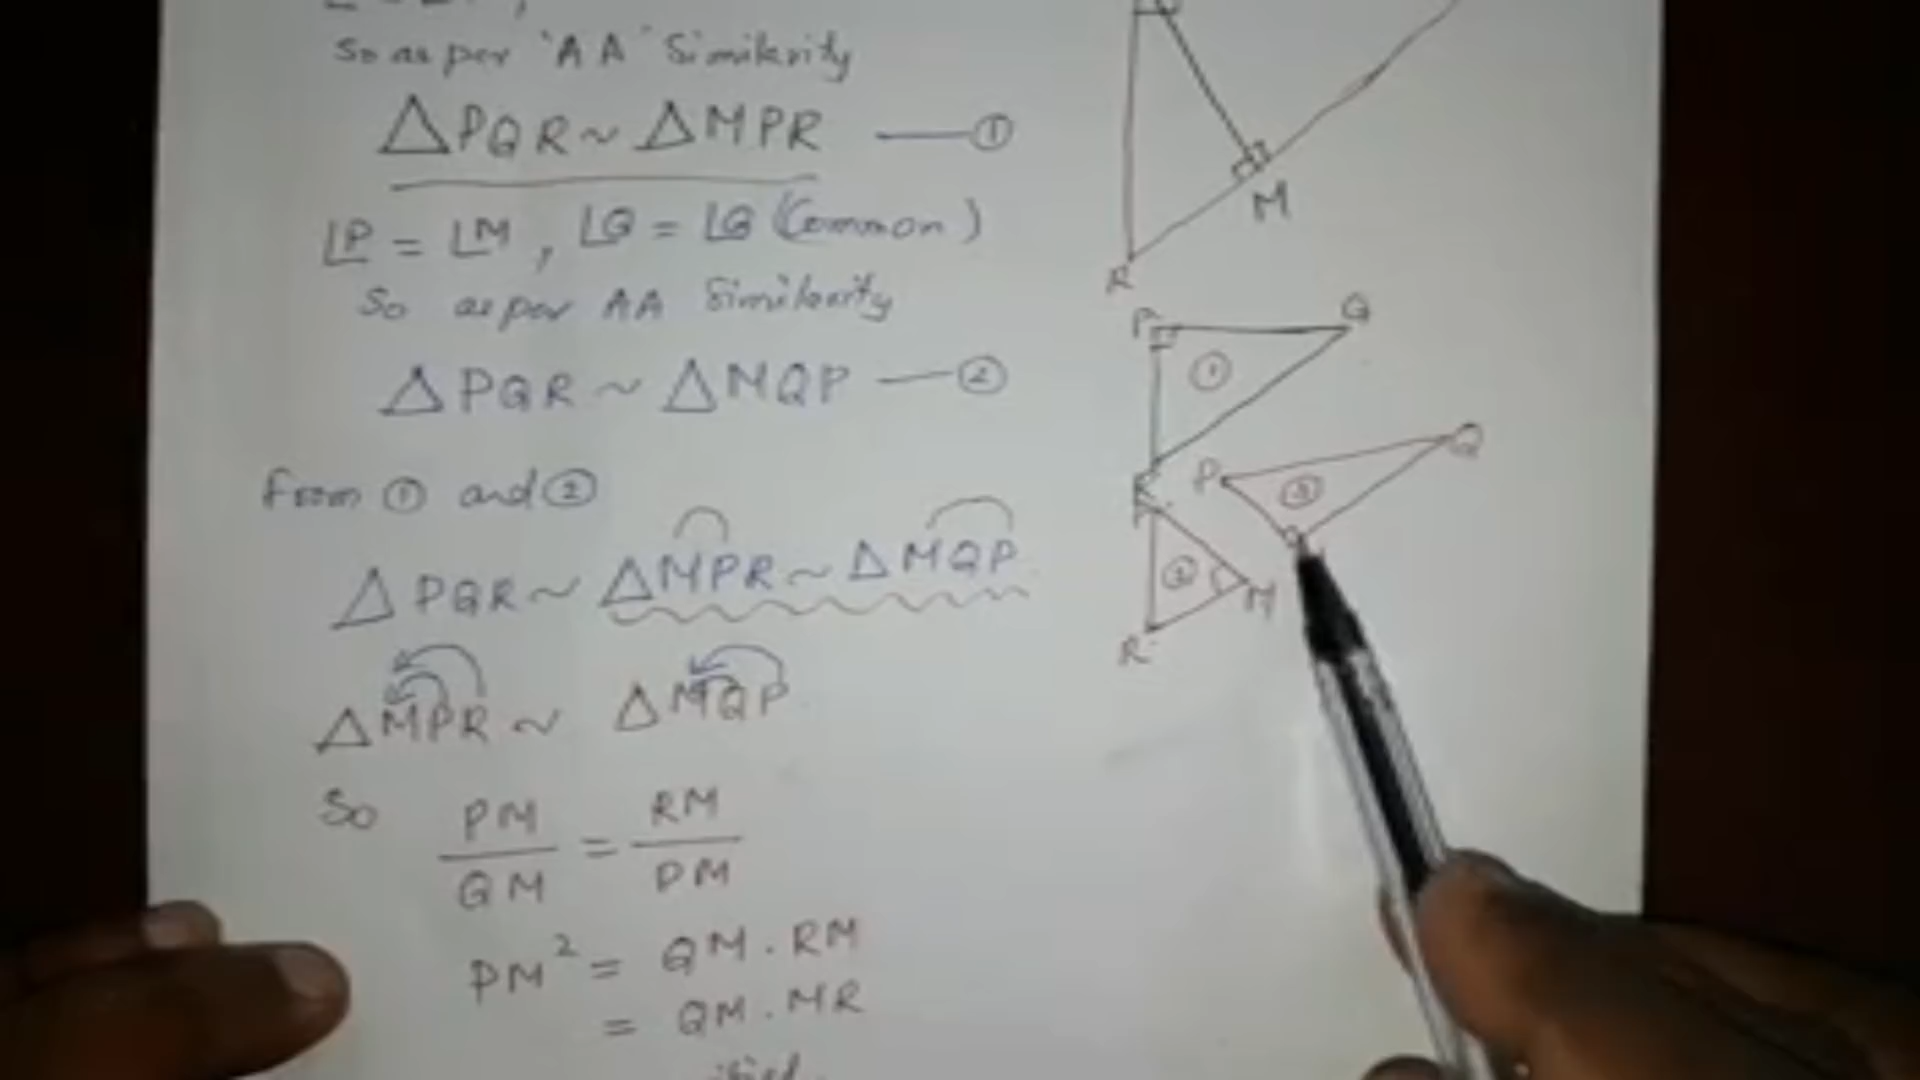 So as per 'AA' Similarity
△PQR ~ △MPR — ①
∠P = ∠M, ∠Q = ∠Q (Common)
So as per AA Similarity
△PQR ~ △MQP — ②
From ① and ②
△PQR ~ △MPR ~ △MQP
△MPR ~ △MQP
So PM/QM = RM/PM
PM² = QM . RM
= QM . MR
M
R
P Q
①
R
P Q
③
P
② M
R